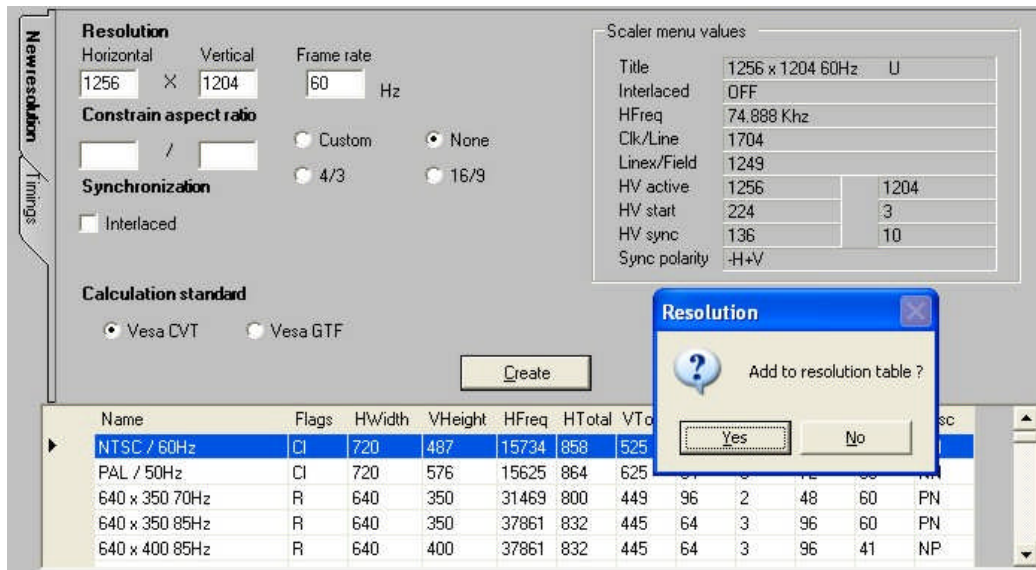 New resolution
Timings
Resolution
Horizontal Vertical Frame rate
1256 X 1204 60 Hz
Constrain aspect ratio
/ Custom None
4/3 16/9
Synchronization
Interlaced
Calculation standard
Vesa CVT Vesa GTF
Create
Scaler menu values
Title 1256 x 1204 60Hz U
Interlaced OFF
HFreq 74.888 Khz
Clk/Line 1704
Linex/Field 1249
HV active 1256 1204
HV start 224 3
HV sync 136 10
Sync polarity -H+V
Resolution
? Add to resolution table ?
Yes No
Name Flags HWidth VHeight HFreq HTotal
NTSC / 60Hz CI 720 487 15734 858 525
PAL / 50Hz CI 720 576 15625 864 625
640 x 350 70Hz R 640 350 31469 800 449 96 2 48 60 PN
640 x 350 85Hz R 640 350 37861 832 445 64 3 96 60 PN
640 x 400 85Hz R 640 400 37861 832 445 64 3 96 41 NP